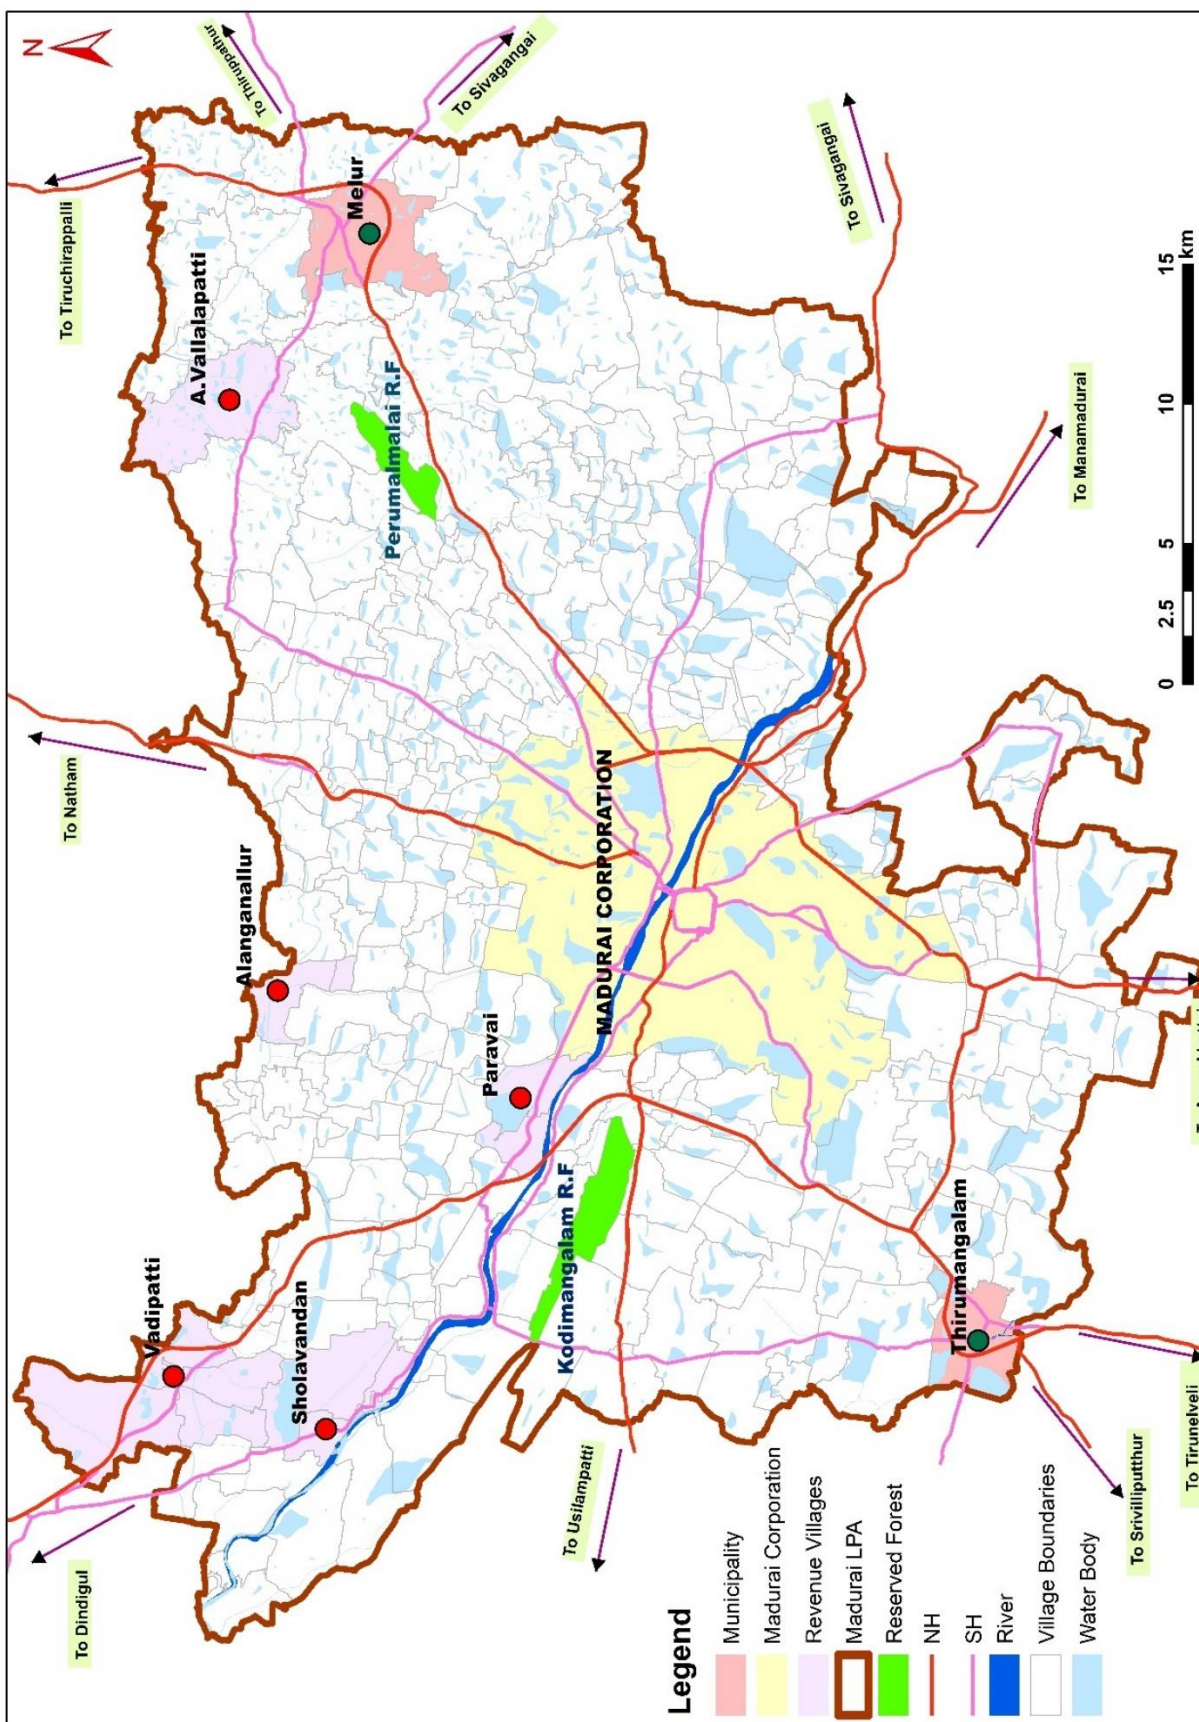 N
To Thiruppathur
To Sivagangai
To Tiruchirappalli
Melur
A.Vallalapatti
Perumalmalai R.F
To Sivagangai
To Manamadurai
To Natham
Alanganallur
MADURAI CORPORATION
Paravai
Vadipatti
Sholavandan
Kodimangalam R.F
Thirumangalam
To Dindigul
To Usilampatti
To Srivilliputthur
To Tirunelveli
0 2.5 5 10 15
km
Legend
Municipality
Madurai Corporation
Revenue Villages
Madurai LPA
Reserved Forest
NH
SH
River
Village Boundaries
Water Body